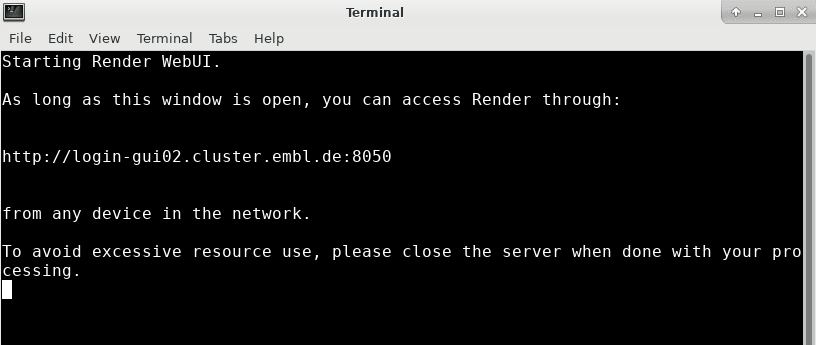 Terminal
File Edit View Terminal Tabs Help
Starting Render WebUI.
As long as this window is open, you can access Render through:
http://login-gui02.cluster.embl.de:8050
from any device in the network.
To avoid excessive resource use, please close the server when done with your pro
cessing.